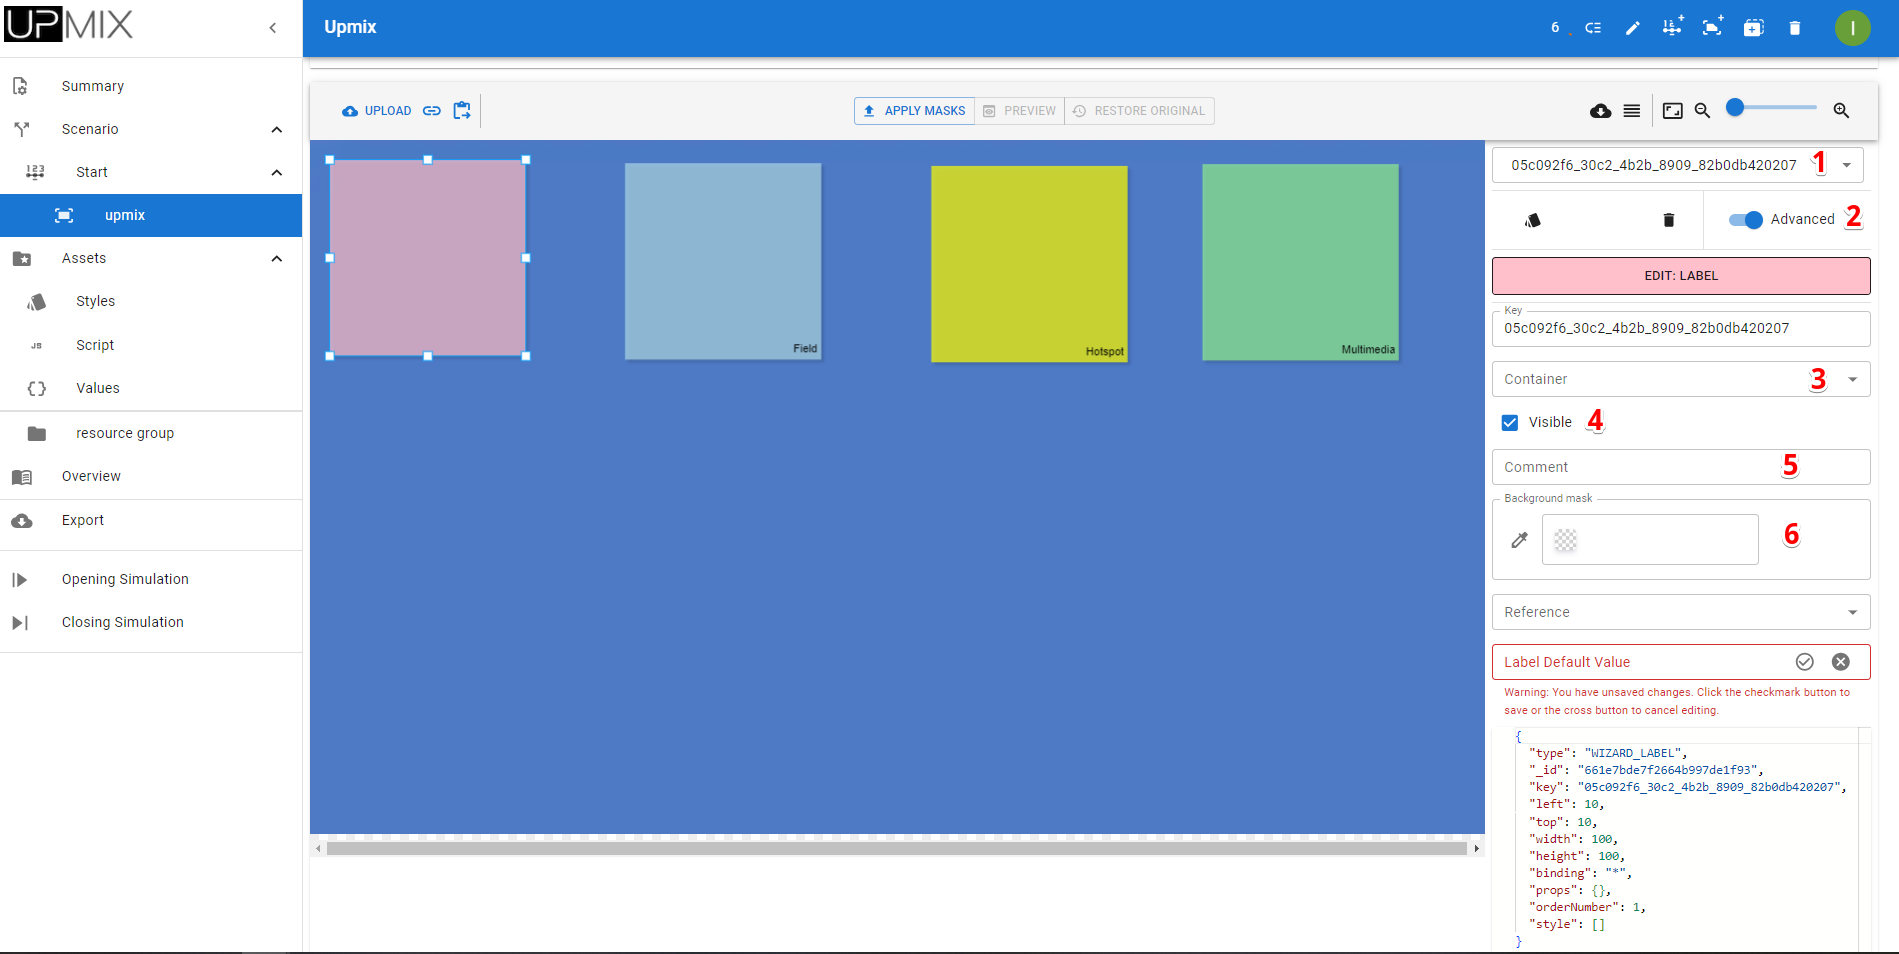 UPMIX
Upmix
6
I
Summary
Scenario
123
Start
upmix
Assets
Styles
JS
Script
Values
resource group
Overview
Export
Opening Simulation
Closing Simulation
UPLOAD
APPLY MASKS
PREVIEW
RESTORE ORIGINAL
Field
Hotspot
Multimedia
05c092f6_30c2_4b2b_8909_82b0db420207 1
Advanced 2
EDIT: LABEL
Key
05c092f6_30c2_4b2b_8909_82b0db420207
Container 3
Visible 4
Comment 5
Background mask
6
Reference
Label Default Value
Warning: You have unsaved changes. Click the checkmark button to
save or the cross button to cancel editing.
{
"type": "WIZARD_LABEL",
"_id": "661e7bde7f2664b997de1f93",
"key": "05c092f6_30c2_4b2b_8909_82b0db420207",
"left": 10,
"top": 10,
"width": 100,
"height": 100,
"binding": "*",
"props": {},
"orderNumber": 1,
"style": []
}